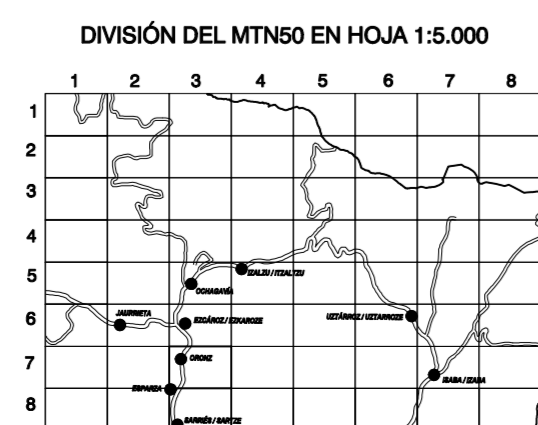 DIVISIÓN DEL MTN50 EN HOJA 1:5.000
1 2 3 4 5 6 7 8
1
2
3
4
5
IZALZU / ITZALTZU
OCHAGAVÍA
6
JAURRIETA
EZCÁROZ / EZKAROZE
UZTÁRROZ / UZTARROZE
7
ORONZ
ISABA / IZABA
ESPARZA
8
SARRIÉS / SARTZE